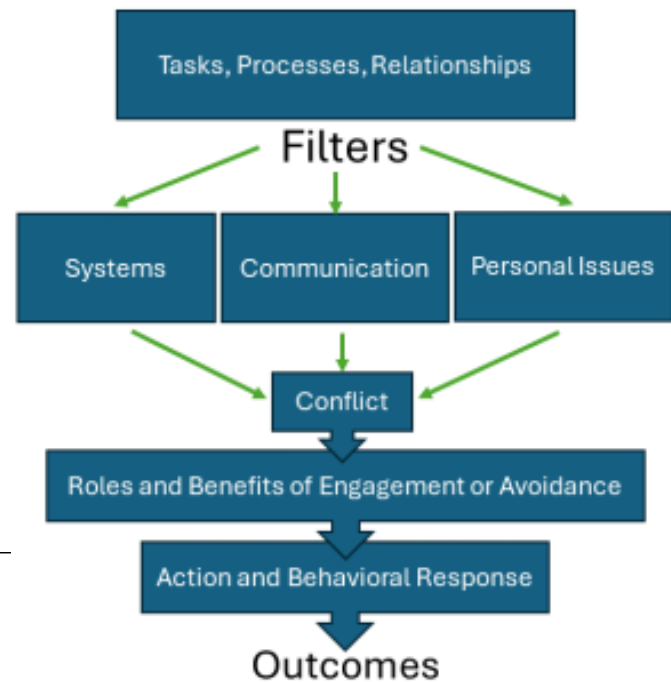 Tasks, Processes, Relationships
Filters
Systems
Communication
Personal Issues
Conflict
Roles and Benefits of Engagement or Avoidance
Action and Behavioral Response
Outcomes